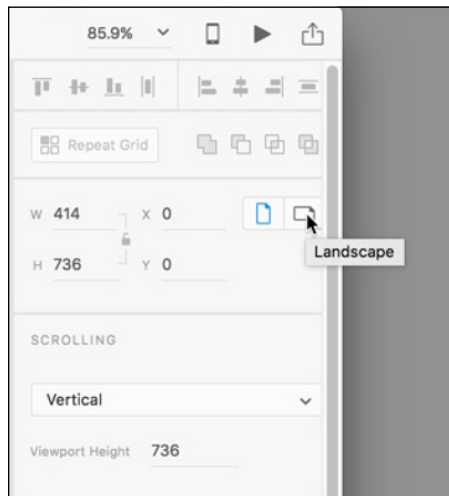 85.9%
Repeat Grid
W 414 X 0
Landscape
H 736 Y 0
SCROLLING
Vertical
Viewport Height 736